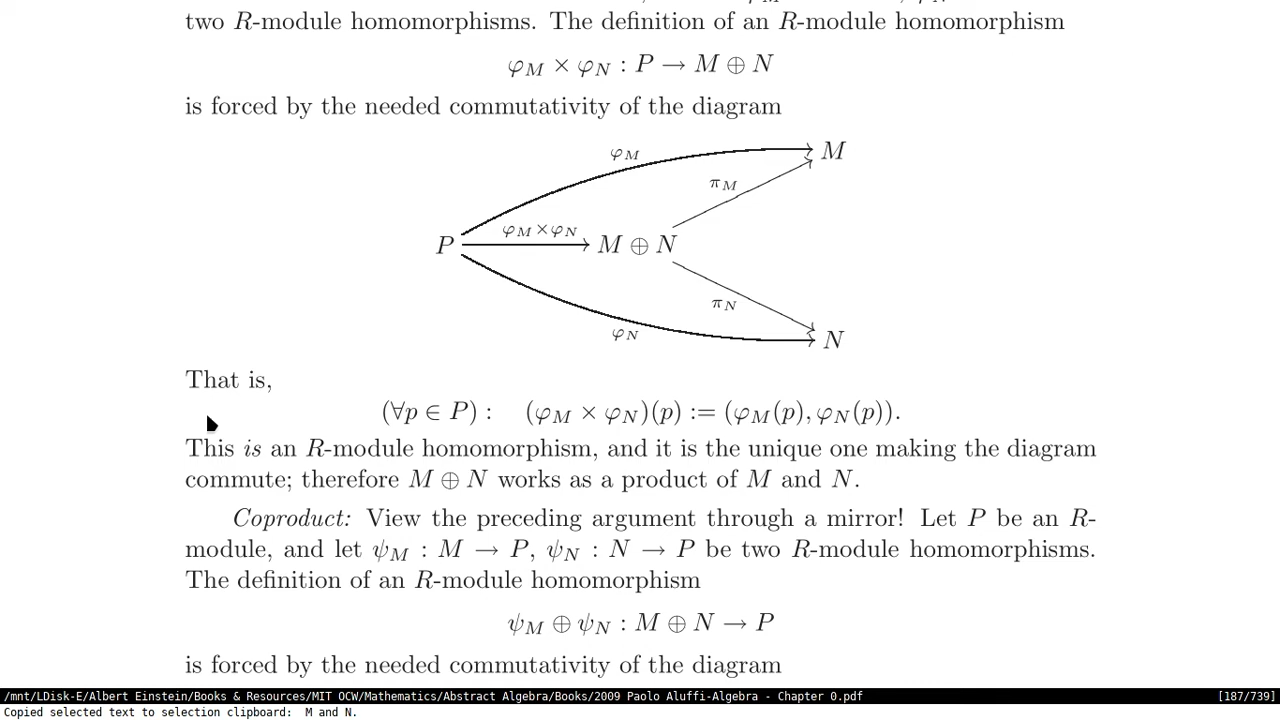 two R-module homomorphisms. The definition of an R-module homomorphism
φ_M × φ_N : P → M ⊕ N
is forced by the needed commutativity of the diagram
φ_M
M
π_M
φ_M×φ_N
P
M ⊕ N
π_N
φ_N
N
That is,
(∀p ∈ P) : (φ_M × φ_N)(p) := (φ_M(p), φ_N(p)).
This is an R-module homomorphism, and it is the unique one making the diagram
commute; therefore M ⊕ N works as a product of M and N.
Coproduct: View the preceding argument through a mirror! Let P be an R-
module, and let ψ_M : M → P, ψ_N : N → P be two R-module homomorphisms.
The definition of an R-module homomorphism
ψ_M ⊕ ψ_N : M ⊕ N → P
is forced by the needed commutativity of the diagram
/mnt/LDisk-E/Albert Einstein/Books & Resources/MIT OCW/Mathematics/Abstract Algebra/Books/2009 Paolo Aluffi-Algebra - Chapter 0.pdf [187/739]
Copied selected text to selection clipboard: M and N.